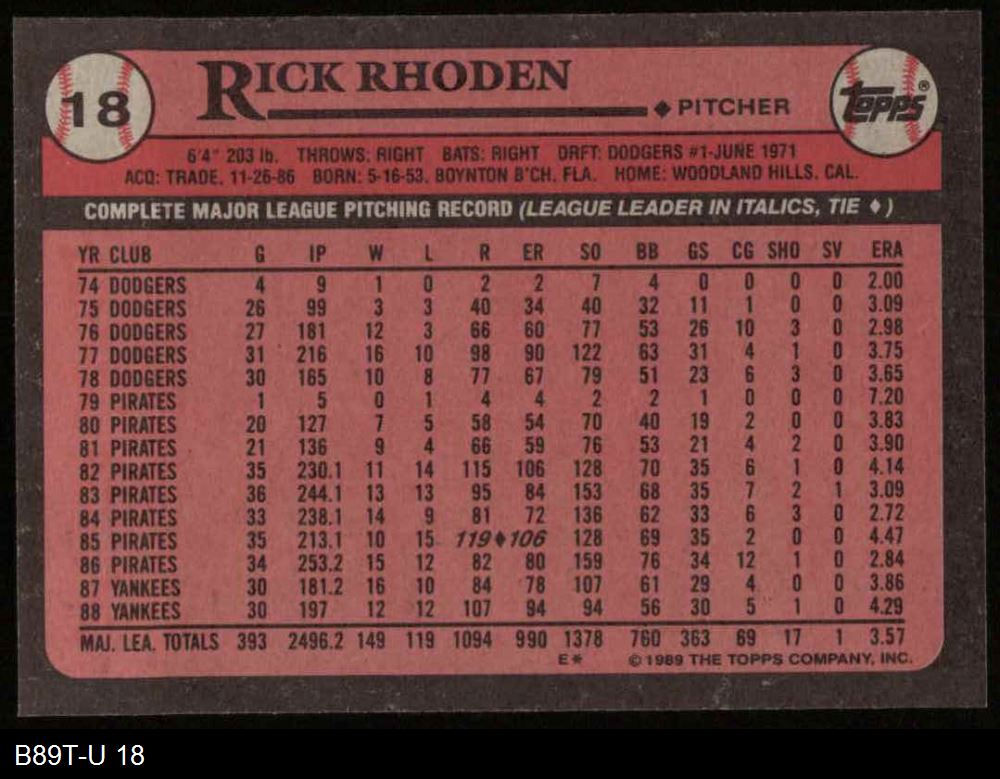 18
RICK RHODEN
♦ PITCHER
TOPPS®
6'4" 203 lb. THROWS: RIGHT BATS: RIGHT DRFT: DODGERS #1-JUNE 1971
ACQ: TRADE, 11-26-86 BORN: 5-16-53, BOYNTON B'CH, FLA. HOME: WOODLAND HILLS, CAL.
COMPLETE MAJOR LEAGUE PITCHING RECORD (LEAGUE LEADER IN ITALICS, TIE ♦)
YR CLUB G IP W L R ER SO BB GS CG SHO SV ERA
74 DODGERS 4 9 1 0 2 2 7 4 0 0 0 0 2.00
75 DODGERS 26 99 3 3 40 34 40 32 11 1 0 0 3.09
76 DODGERS 27 181 12 3 66 60 77 53 26 10 3 0 2.98
77 DODGERS 31 216 16 10 98 90 122 63 31 4 1 0 3.75
78 DODGERS 30 165 10 8 77 67 79 51 23 6 3 0 3.65
79 PIRATES 1 5 0 1 4 4 2 2 1 0 0 0 7.20
80 PIRATES 20 127 7 5 58 54 70 40 19 2 0 0 3.83
81 PIRATES 21 136 9 4 66 59 76 53 21 4 2 0 3.90
82 PIRATES 35 230.1 11 14 115 106 128 70 35 6 1 0 4.14
83 PIRATES 36 244.1 13 13 95 84 153 68 35 7 2 1 3.09
84 PIRATES 33 238.1 14 9 81 72 136 62 33 6 3 0 2.72
85 PIRATES 35 213.1 10 15 119♦106 128 69 35 2 0 0 4.47
86 PIRATES 34 253.2 15 12 82 80 159 76 34 12 1 0 2.84
87 YANKEES 30 181.2 16 10 84 78 107 61 29 4 0 0 3.86
88 YANKEES 30 197 12 12 107 94 94 56 30 5 1 0 4.29
MAJ. LEA. TOTALS 393 2496.2 149 119 1094 990 1378 760 363 69 17 1 3.57
E* © 1989 THE TOPPS COMPANY, INC.
B89T-U 18